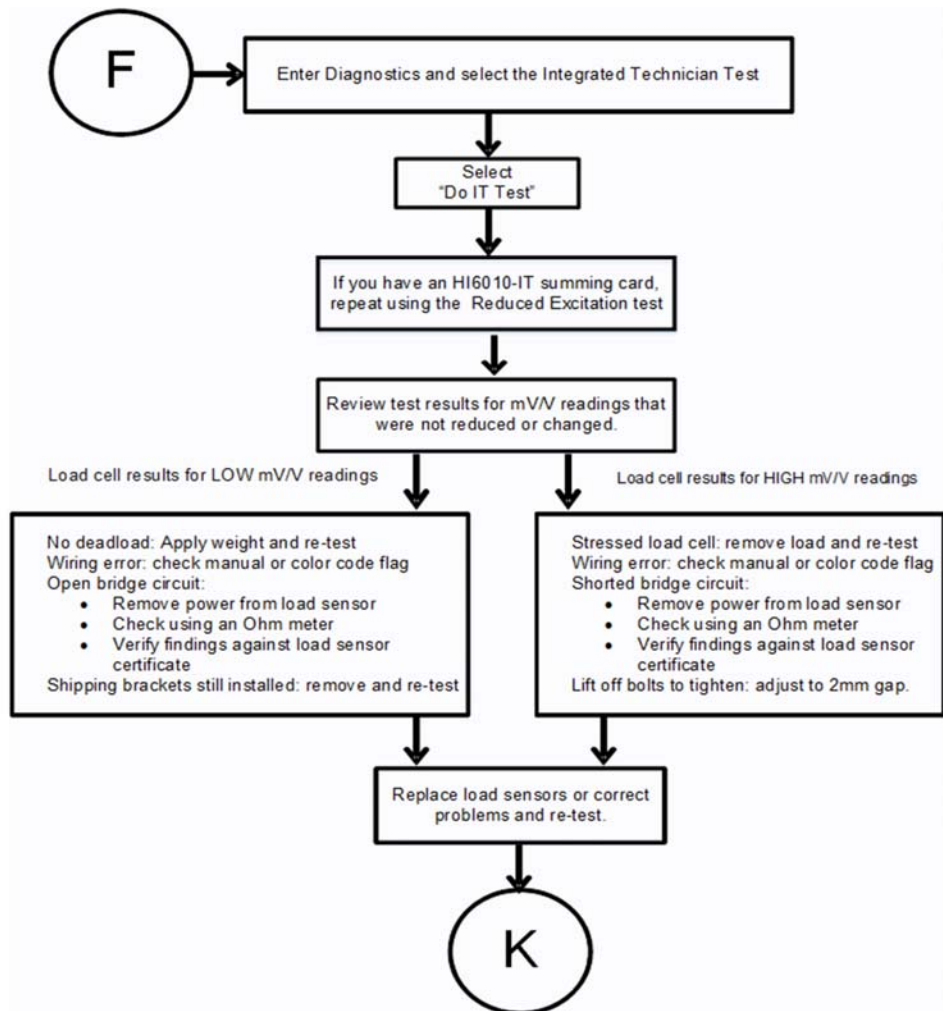 F
Enter Diagnostics and select the Integrated Technician Test
Select
"Do IT Test"
If you have an HI6010-IT summing card,
repeat using the Reduced Excitation test
Review test results for mV/V readings that
were not reduced or changed.
Load cell results for LOW mV/V readings
No deadload: Apply weight and re-test
Wiring error: check manual or color code flag
Open bridge circuit:
• Remove power from load sensor
• Check using an Ohm meter
• Verify findings against load sensor
certificate
Shipping brackets still installed: remove and re-test
Load cell results for HIGH mV/V readings
Stressed load cell: remove load and re-test
Wiring error: check manual or color code flag
Shorted bridge circuit:
• Remove power from load sensor
• Check using an Ohm meter
• Verify findings against load sensor
certificate
Lift off bolts to tighten: adjust to 2mm gap.
Replace load sensors or correct
problems and re-test.
K